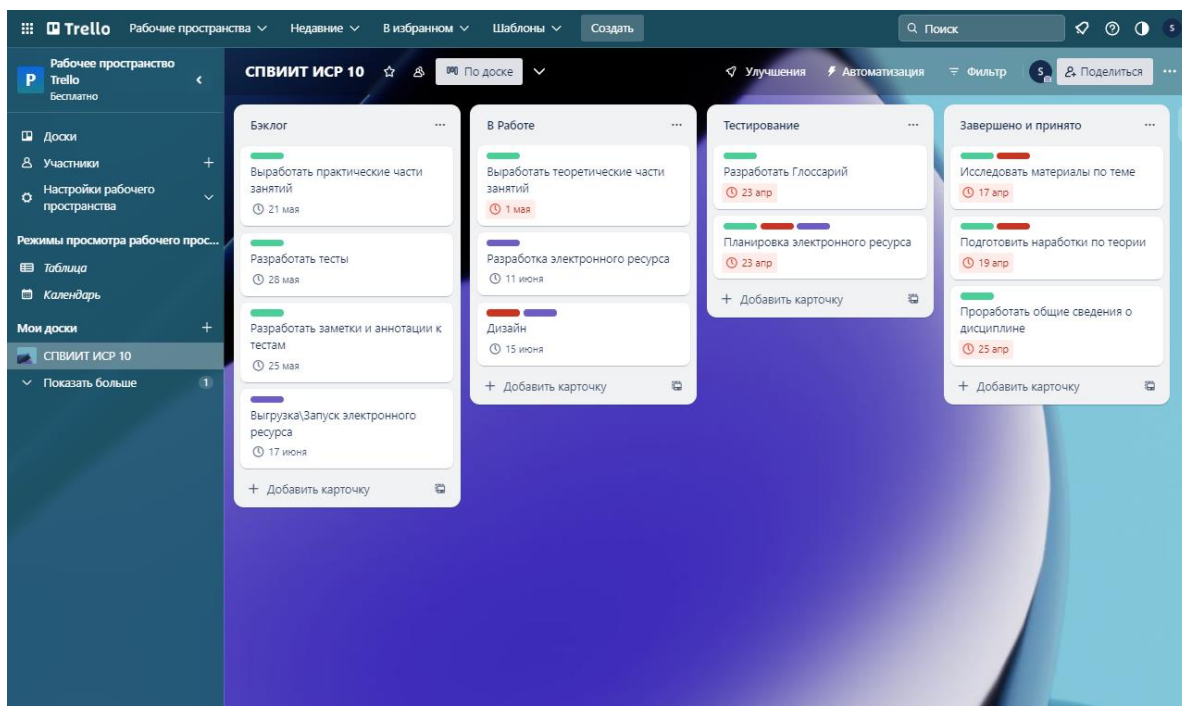 Trello
Рабочие пространства
Недавние
В избранном
Шаблоны
Создать
Поиск
S
P
Рабочее пространство
Trello
Бесплатно
СПВИИТ ИСР 10
По доске
Улучшения
Автоматизация
Фильтр
S
Поделиться
Доски
Участники
Настройки рабочего
пространства
Режимы просмотра рабочего прос...
Таблица
Календарь
Мои доски
СПВИИТ ИСР 10
Показать больше
1
Бэклог
Выработать практические части
занятий
21 мая
Разработать тесты
28 мая
Разработать заметки и аннотации к
тестам
25 мая
Выгрузка\Запуск электронного
ресурса
17 июня
+ Добавить карточку
В Работе
Выработать теоретические части
занятий
1 мая
Разработка электронного ресурса
11 июня
Дизайн
15 июня
+ Добавить карточку
Тестирование
Разработать Глоссарий
23 апр
Планировка электронного ресурса
23 апр
+ Добавить карточку
Завершено и принято
Исследовать материалы по теме
17 апр
Подготовить наработки по теории
19 апр
Проработать общие сведения о
дисциплине
25 апр
+ Добавить карточку